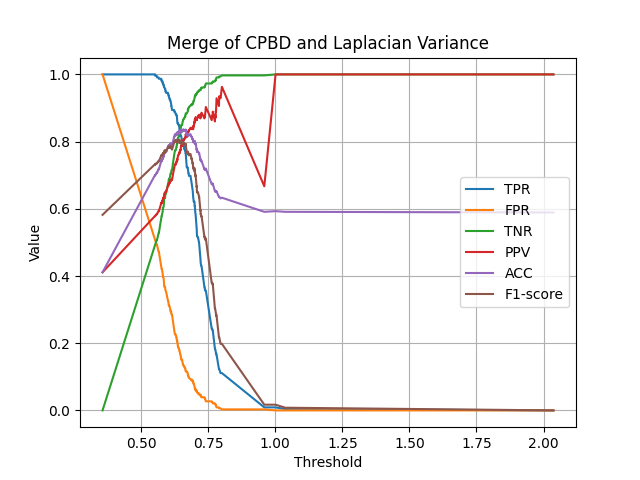 Merge of CPBD and Laplacian Variance
Value
1.0
0.8
0.6
0.4
0.2
0.0
TPR
FPR
TNR
PPV
ACC
F1-score
0.50
0.75
1.00
1.25
1.50
1.75
2.00
Threshold